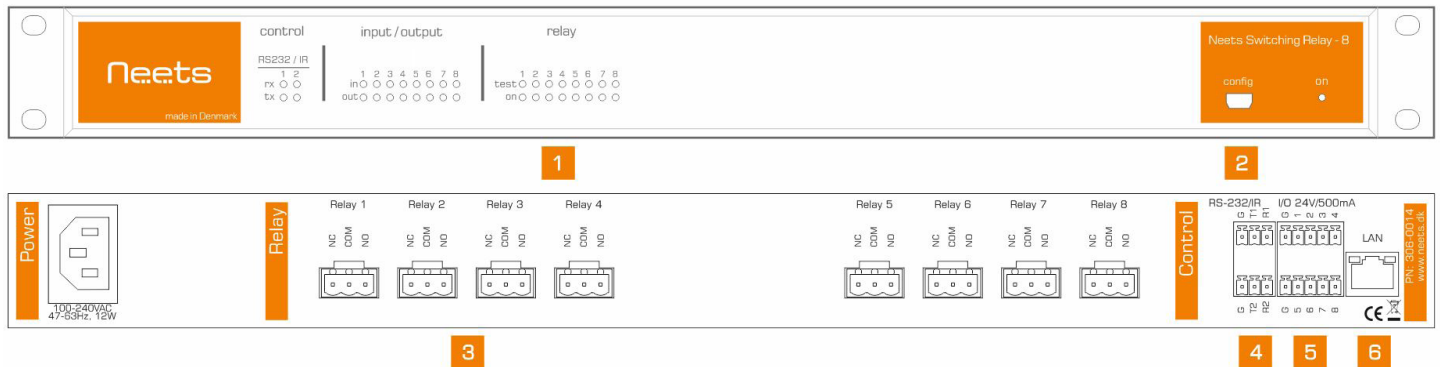 control input/output relay
Neets Switching Relay - 8
RS232 / IR
Neets
1 2 1 2 3 4 5 6 7 8 1 2 3 4 5 6 7 8
rx in test
config on
tx out on
made in Denmark
1 2
Power
100-240VAC
47-63Hz, 12W
Relay
Relay 1 Relay 2 Relay 3 Relay 4 Relay 5 Relay 6 Relay 7 Relay 8
NC COM NO NC COM NO NC COM NO NC COM NO NC COM NO NC COM NO NC COM NO NC COM NO
Control
RS-232/IR I/O 24V/500mA
G T1 R1 G 1 2 3 4
LAN
G T2 R2 G 5 6 7 8
CE
PN: 306-0014
www.neets.dk
3 4 5 6